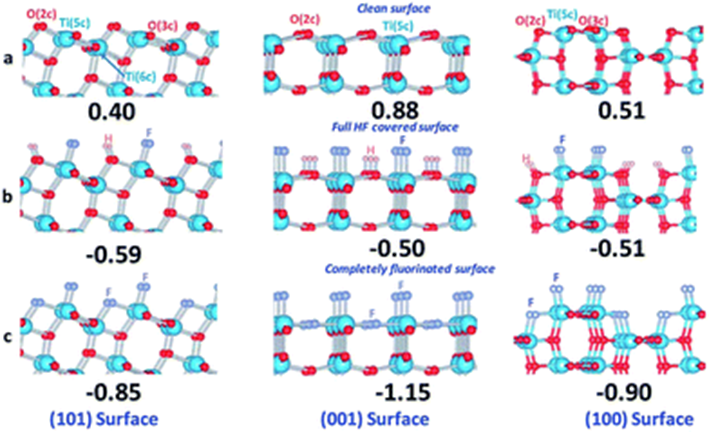 Clean surface
O(2c) Ti(5c) O(3c) Ti(6c)
O(2c) Ti(5c)
O(2c) Ti(5c) O(3c)
a
0.40 0.88 0.51
Full HF covered surface
H F
H F
H F
b
-0.59 -0.50 -0.51
Completely fluorinated surface
F F
F F
F F
c
-0.85 -1.15 -0.90
(101) Surface (001) Surface (100) Surface